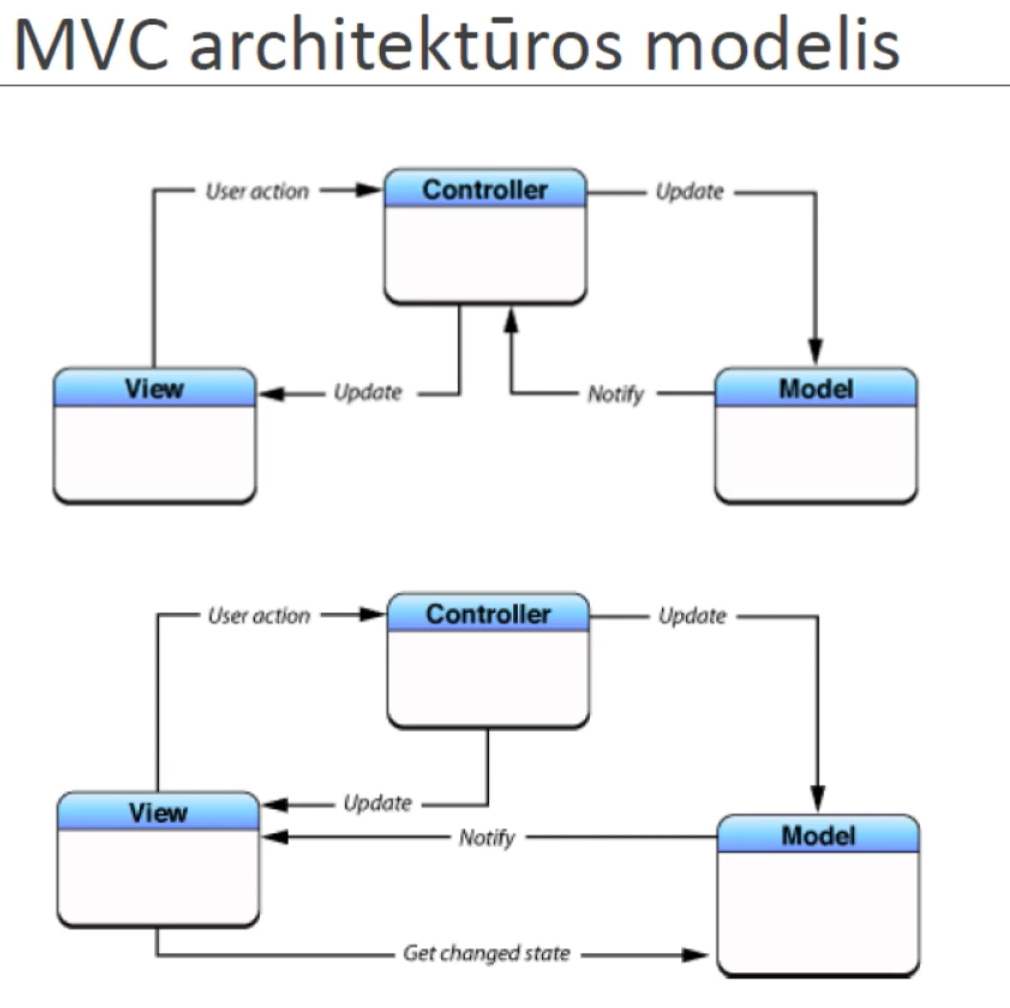 MVC architektūros modelis
User action
Controller
Update
View
Update
Notify
Model
User action
Controller
Update
View
Update
Notify
Model
Get changed state